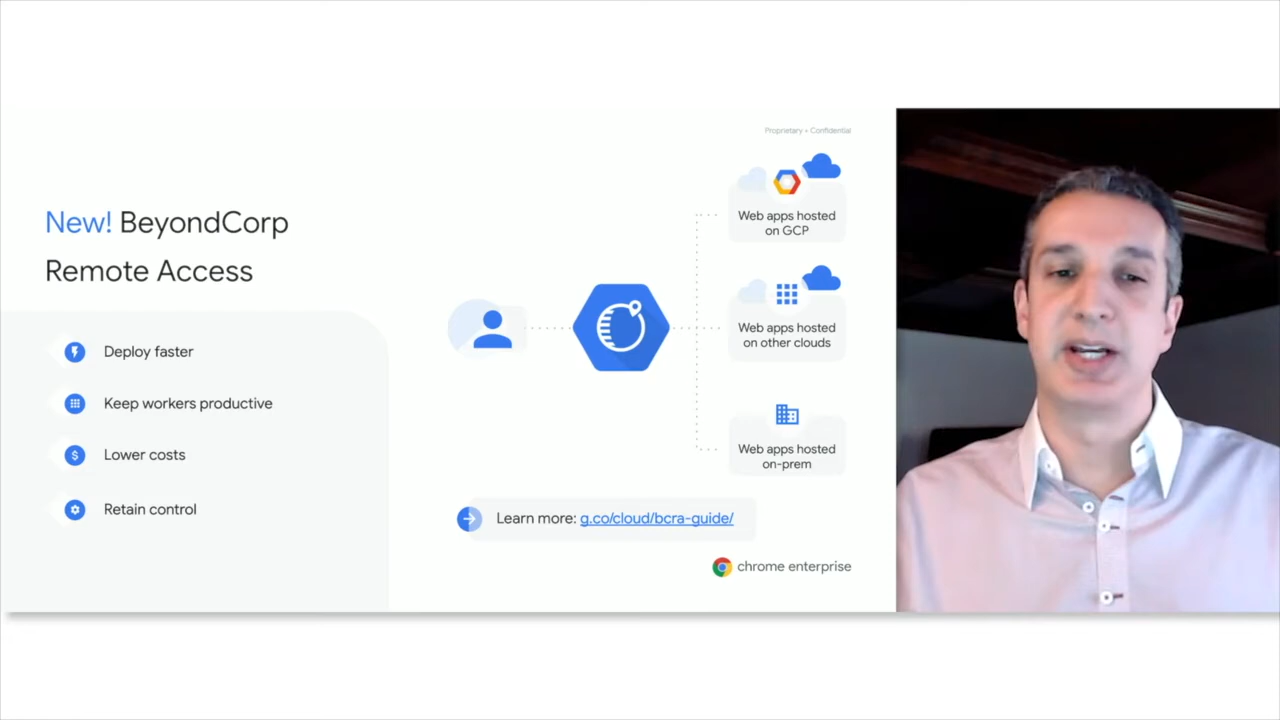 Proprietary + Confidential
New! BeyondCorp
Remote Access
Deploy faster
Keep workers productive
Lower costs
Retain control
Web apps hosted
on GCP
Web apps hosted
on other clouds
Web apps hosted
on-prem
Learn more: g.co/cloud/bcra-guide/
chrome enterprise